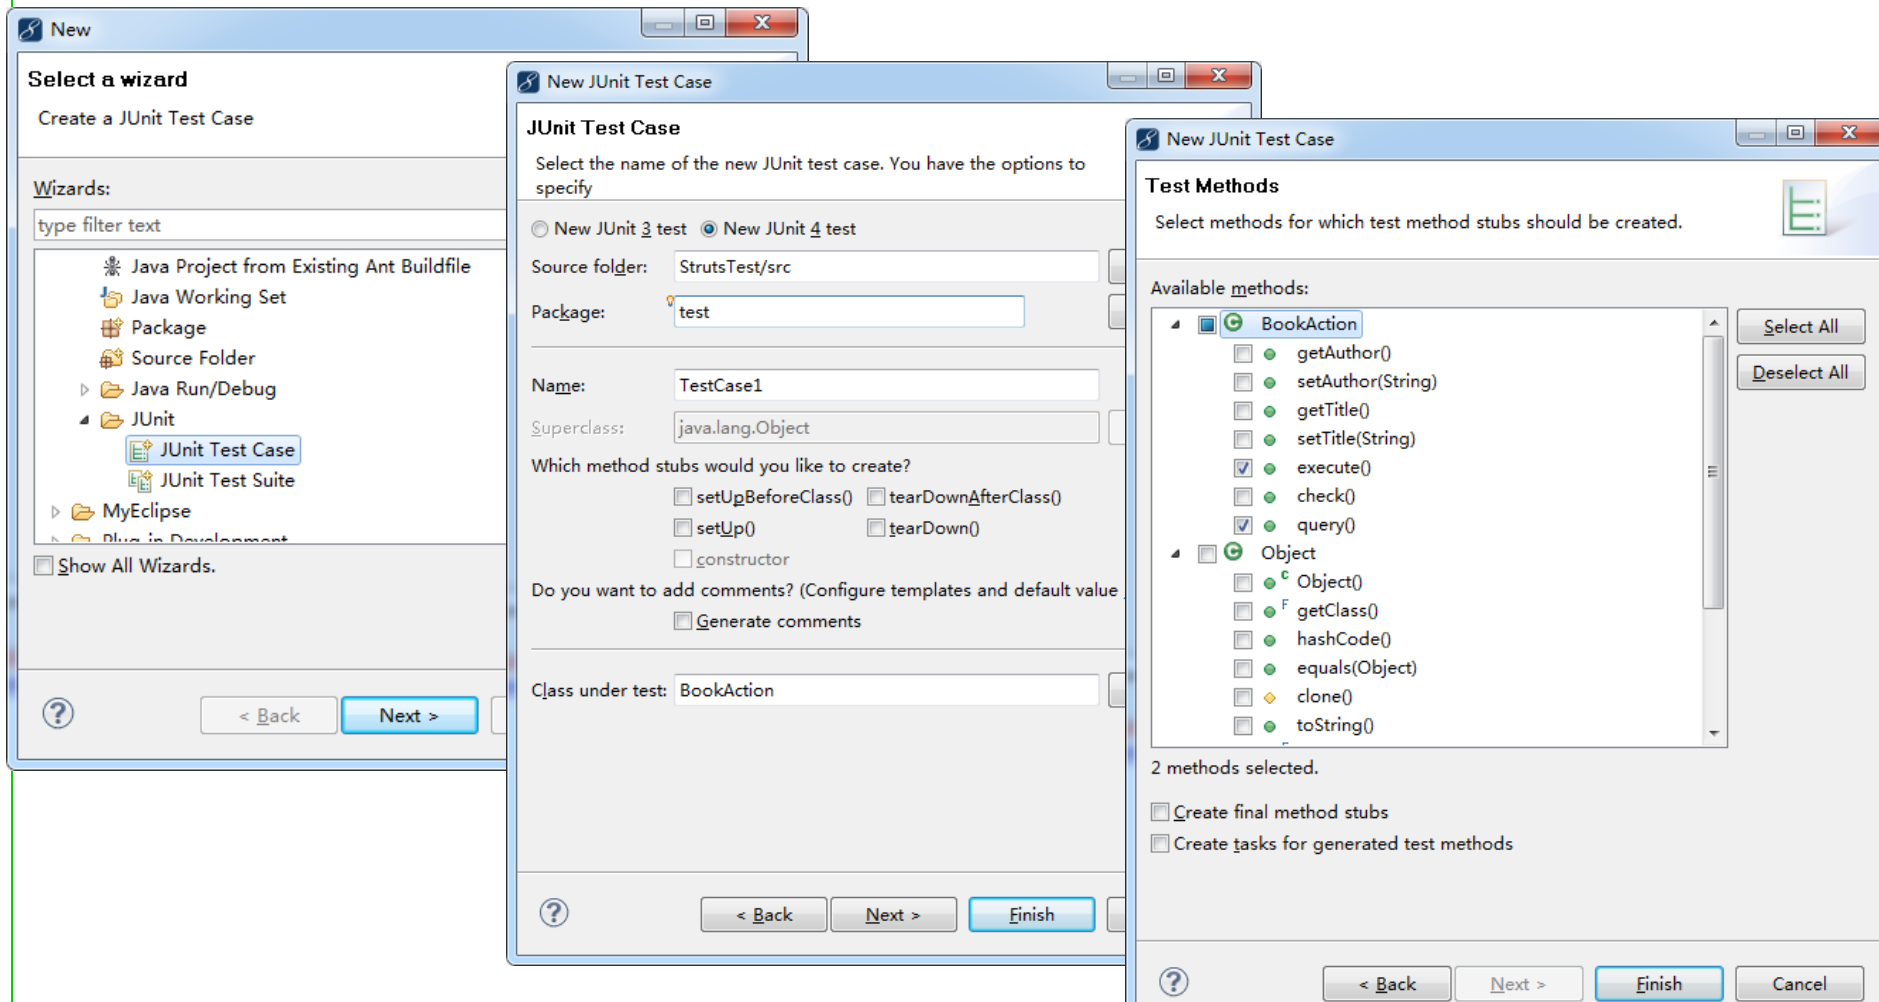 New
Select a wizard
Create a JUnit Test Case
Wizards:
type filter text
Java Project from Existing Ant Buildfile
Java Working Set
Package
Source Folder
Java Run/Debug
JUnit
JUnit Test Case
JUnit Test Suite
MyEclipse
Plug-in Development
Show All Wizards.
< Back
Next >
New JUnit Test Case
JUnit Test Case
Select the name of the new JUnit test case. You have the options to
specify
New JUnit 3 test
New JUnit 4 test
Source folder: StrutsTest/src
Package: test
Name: TestCase1
Superclass: java.lang.Object
Which method stubs would you like to create?
setUpBeforeClass() tearDownAfterClass()
setUp() tearDown()
constructor
Do you want to add comments? (Configure templates and default value
Generate comments
Class under test: BookAction
< Back
Next >
Finish
New JUnit Test Case
Test Methods
Select methods for which test method stubs should be created.
Available methods:
BookAction
getAuthor()
setAuthor(String)
getTitle()
setTitle(String)
execute()
check()
query()
Object
C Object()
F getClass()
hashCode()
equals(Object)
clone()
toString()
Select All
Deselect All
2 methods selected.
Create final method stubs
Create tasks for generated test methods
< Back
Next >
Finish
Cancel